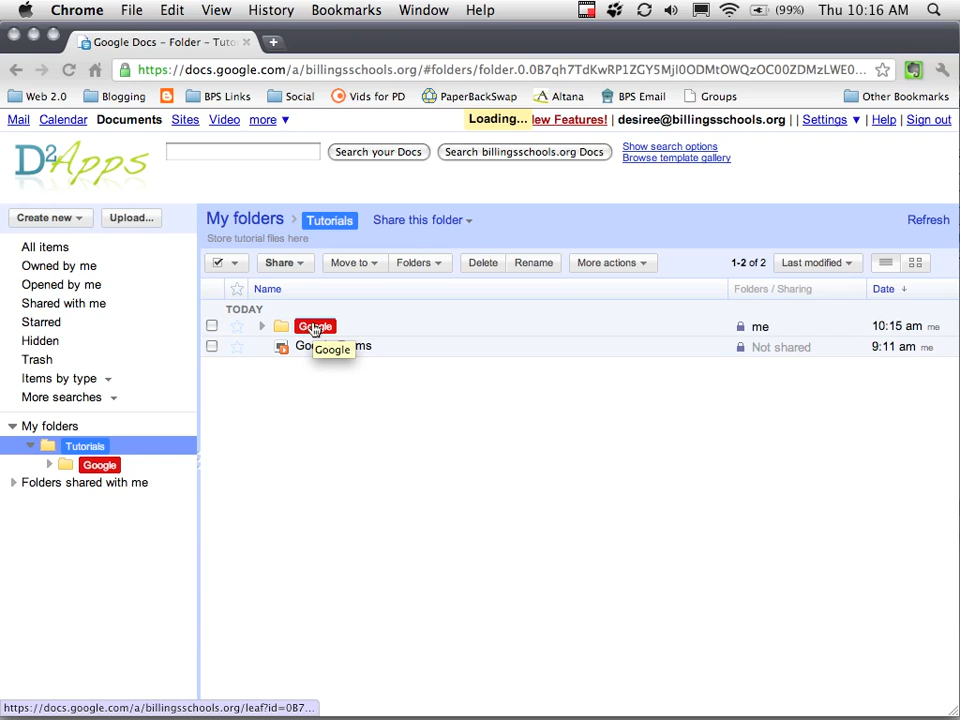 Chrome File Edit View History Bookmarks Window Help (99%) Thu 10:16 AM
Google Docs – Folder – Tuto
https://docs.google.com/a/billingsschools.org/#folders/folder.0.0B7qh7TdKwRP1ZGY5MjI0ODMtOWQzOC00ZDMzLWE0...
Web 2.0 Blogging BPS Links Social Vids for PD PaperBackSwap Altana BPS Email Groups Other Bookmarks
Mail Calendar Documents Sites Video more ▼ Loading... ew Features! | desiree@billingsschools.org | | Settings ▼ | Help | Sign out
D2Apps
Search your Docs Search billingsschools.org Docs
Show search options
Browse template gallery
Create new Upload...
My folders › Tutorials Share this folder Refresh
Store tutorial files here
Share Move to Folders Delete Rename More actions 1-2 of 2 Last modified
Name Folders / Sharing Date ↓
TODAY
Google me 10:15 am me
Goo ms Not shared 9:11 am me
Google
All items
Owned by me
Opened by me
Shared with me
Starred
Hidden
Trash
Items by type
More searches
My folders
Tutorials
Google
Folders shared with me
https://docs.google.com/a/billingsschools.org/leaf?id=0B7...